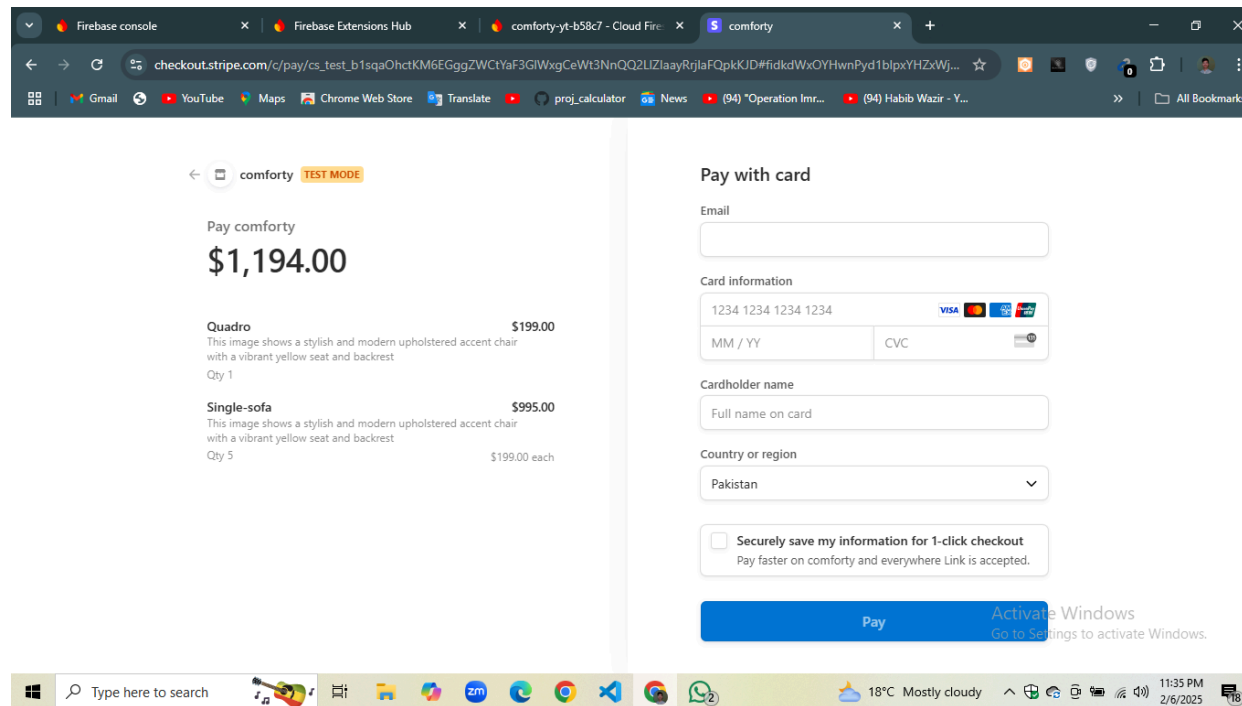 Firebase console
Firebase Extensions Hub
comforty-yt-b58c7 - Cloud Fire
comforty
checkout.stripe.com/c/pay/cs_test_b1sqaOhctKM6EGggZWCtYaF3GIWxgCeWt3NnQQ2LIZIaayRrjlaFQpkKJD#fidkdWxOYHwnPyd1blpxYHZxWj...
Gmail
YouTube
Maps
Chrome Web Store
Translate
proj_calculator
News
(94) "Operation Imr...
(94) Habib Wazir - Y...
»
All Bookmark
comforty TEST MODE
Pay comforty
$1,194.00
Quadro $199.00
This image shows a stylish and modern upholstered accent chair
with a vibrant yellow seat and backrest
Qty 1
Single-sofa $995.00
This image shows a stylish and modern upholstered accent chair
with a vibrant yellow seat and backrest
Qty 5 $199.00 each
Pay with card
Email
Card information
1234 1234 1234 1234 VISA
MM / YY CVC
Cardholder name
Full name on card
Country or region
Pakistan
Securely save my information for 1-click checkout
Pay faster on comforty and everywhere Link is accepted.
Pay
Activate Windows
Go to Settings to activate Windows.
Type here to search
zm
2
18°C Mostly cloudy
11:35 PM
2/6/2025
18